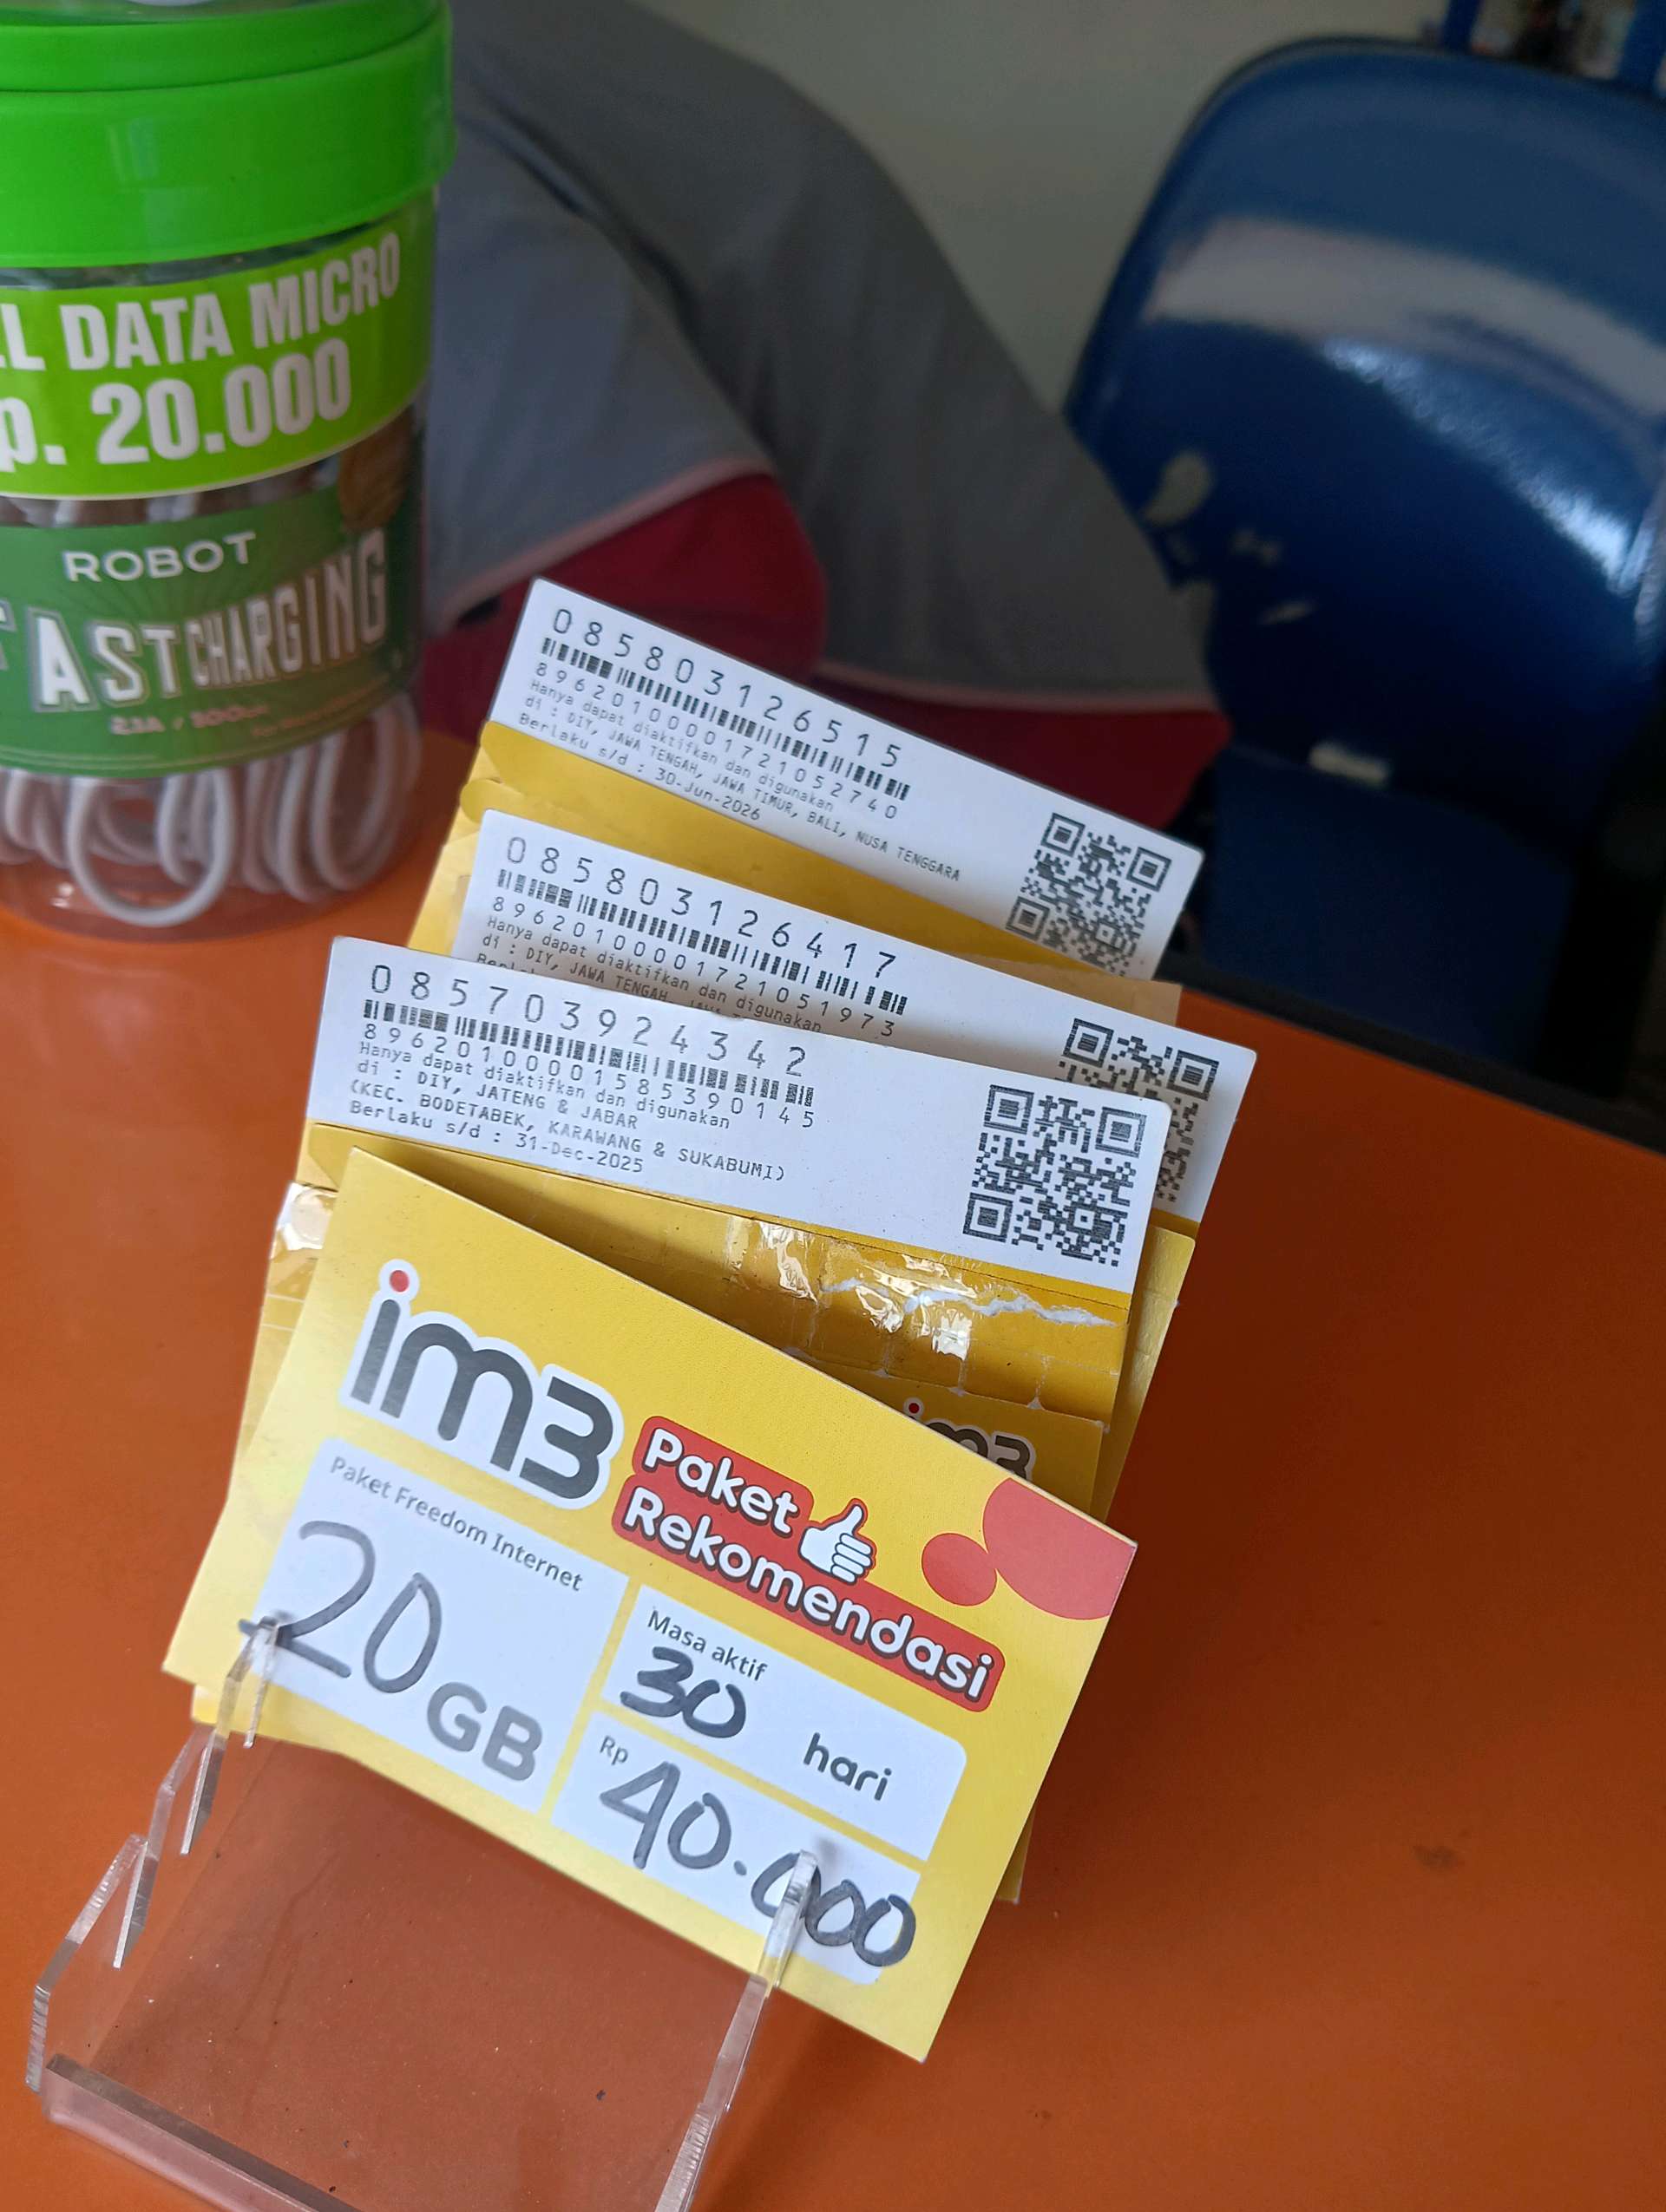 L DATA MICRO
p. 20.000
ROBOT
FAST CHARGING
085803126515
89620100001721052740
Hanya dapat diaktifkan dan digunakan
di : DIY, JAWA TENGAH, JAWA TIMUR, BALI, NUSA TENGGARA
Berlaku s/d : 30-Jun-2026
085803126417
89620100001721051973
Hanya dapat diaktifkan dan digunakan
di : DIY, JAWA TENGAH,
085703924342
89620100001585390145
Hanya dapat diaktifkan dan digunakan
di : DIY, JATENG & JABAR
(KEC. BODETABEK, KARAWANG & SUKABUMI)
Berlaku s/d : 31-Dec-2025
im3
im3
Paket
Rekomendasi
Paket Freedom Internet
20 GB
Masa aktif
30 hari
Rp 40.000